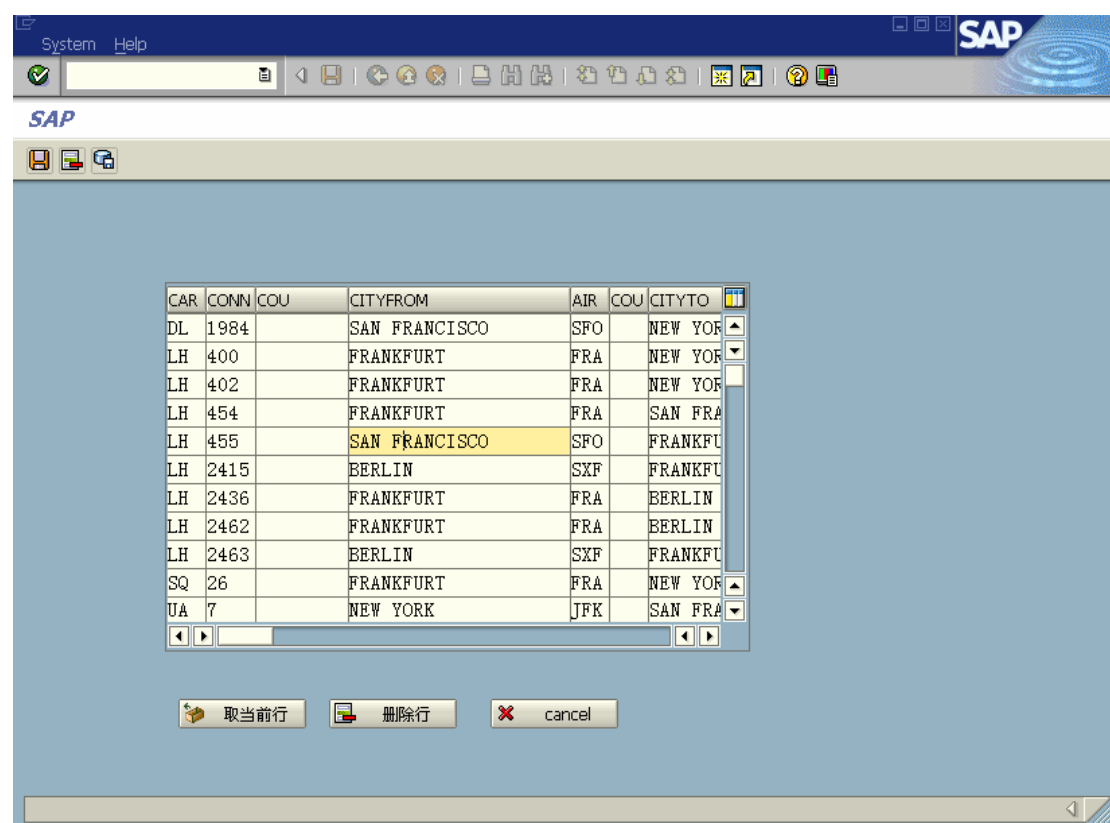 System Help
SAP
SAP
CAR CONN COU CITYFROM AIR COU CITYTO
DL 1984 SAN FRANCISCO SFO NEW YOR
LH 400 FRANKFURT FRA NEW YOR
LH 402 FRANKFURT FRA NEW YOR
LH 454 FRANKFURT FRA SAN FRA
LH 455 SAN FRANCISCO SFO FRANKFU
LH 2415 BERLIN SXF FRANKFU
LH 2436 FRANKFURT FRA BERLIN
LH 2462 FRANKFURT FRA BERLIN
LH 2463 BERLIN SXF FRANKFU
SQ 26 FRANKFURT FRA NEW YOR
UA 7 NEW YORK JFK SAN FRA
取当前行 删除行 cancel